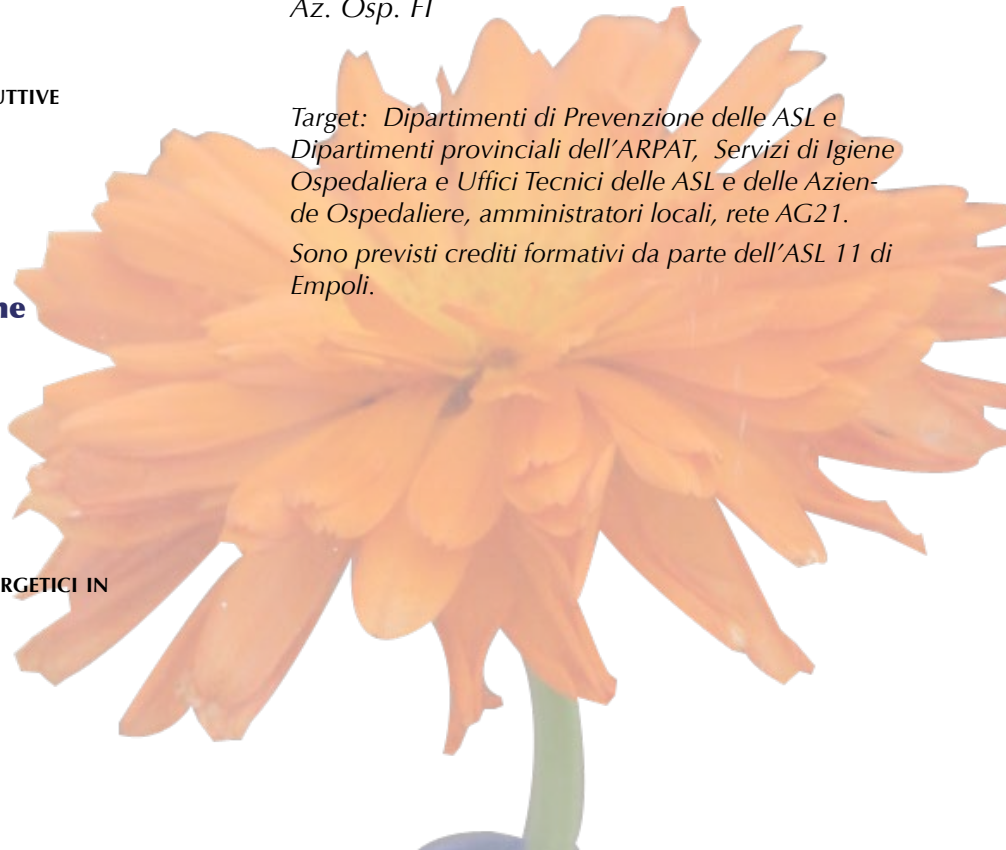 Az. Osp. FI
UTTIVE
Target: Dipartimenti di Prevenzione delle ASL e
Dipartimenti provinciali dell'ARPAT, Servizi di Igiene
Ospedaliera e Uffici Tecnici delle ASL e delle Azien-
de Ospedaliere, amministratori locali, rete AG21.
Sono previsti crediti formativi da parte dell'ASL 11 di
Empoli.
ne
RGETICI IN